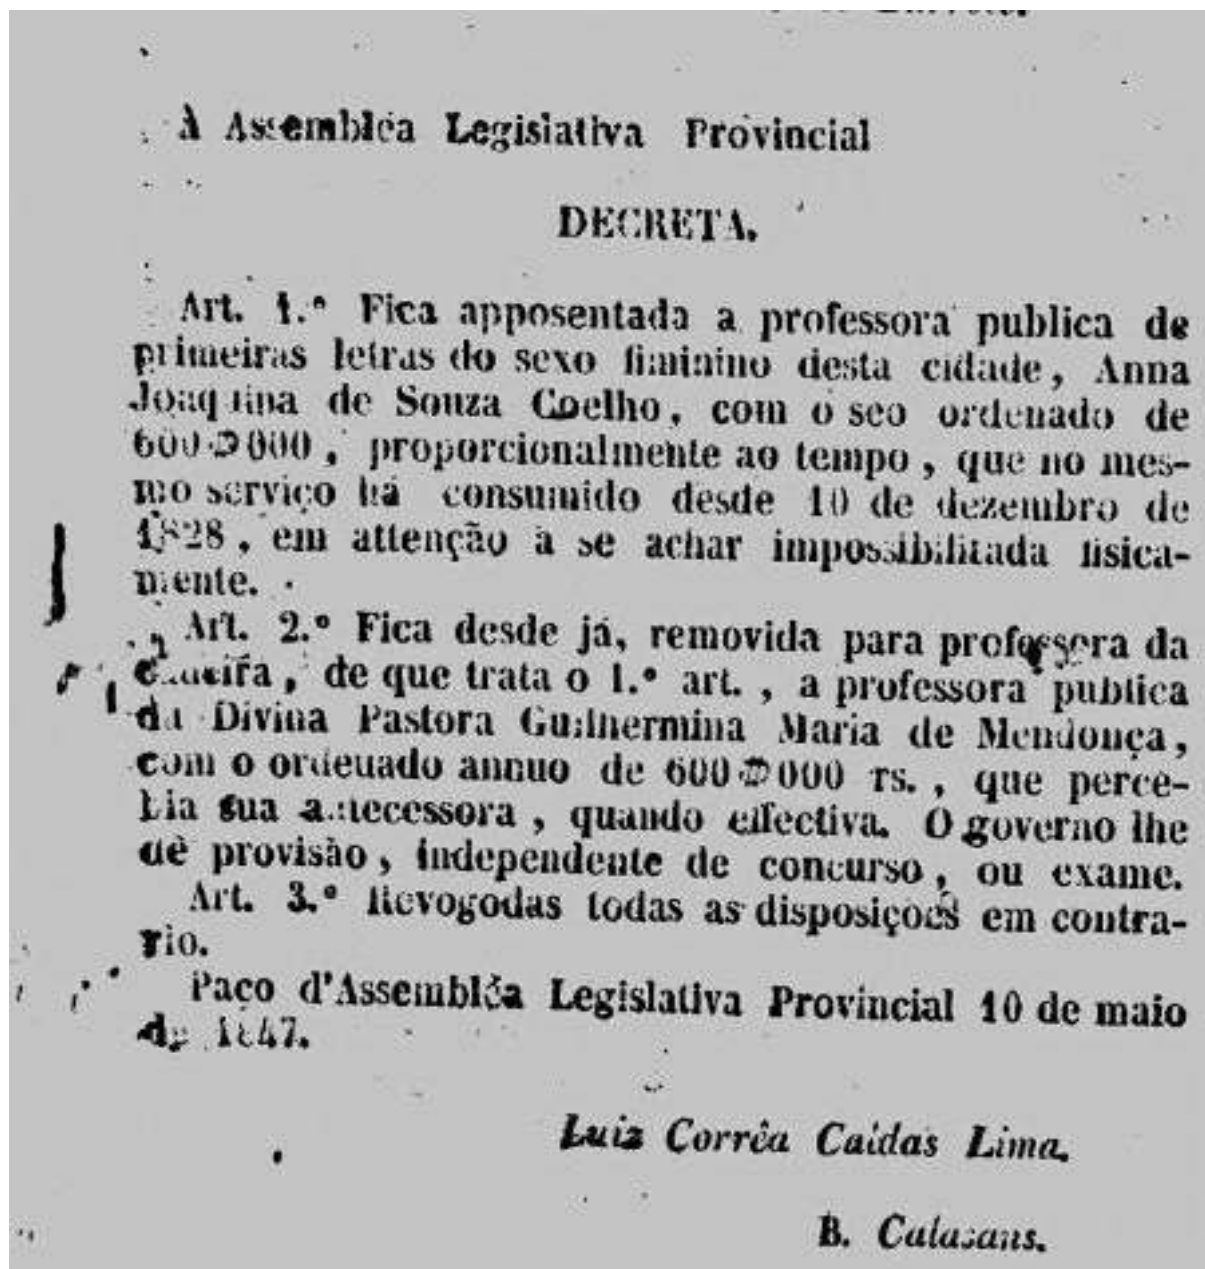 À Assembléa Legislativa Provincial
DECRETA.
Art. 1.º Fica apposentada a professora publica de
primeiras letras do sexo fiminino desta cidade, Anna
Joaquina de Souza Coelho, com o seo ordenado de
600$000, proporcionalmente ao tempo, que no mes-
mo serviço há consumido desde 10 de dezembro de
1828, em attenção à se achar impossibilitada fisica-
mente.
Art. 2.º Fica desde já, removida para professora da
cadeira, de que trata o 1.º art., a professora publica
da Divina Pastora Guilhermina Maria de Mendonça,
com o ordenado annuo de 600$000 rs., que perce-
bia sua antecessora, quando effectiva. O governo lhe
dê provisão, independente de concurso, ou exame.
Art. 3.º Revogodas todas as disposições em contra-
rio.
Paço d'Assembléa Legislativa Provincial 10 de maio
de 1847.
Luiz Corrêa Caldas Lima.
B. Calasans.